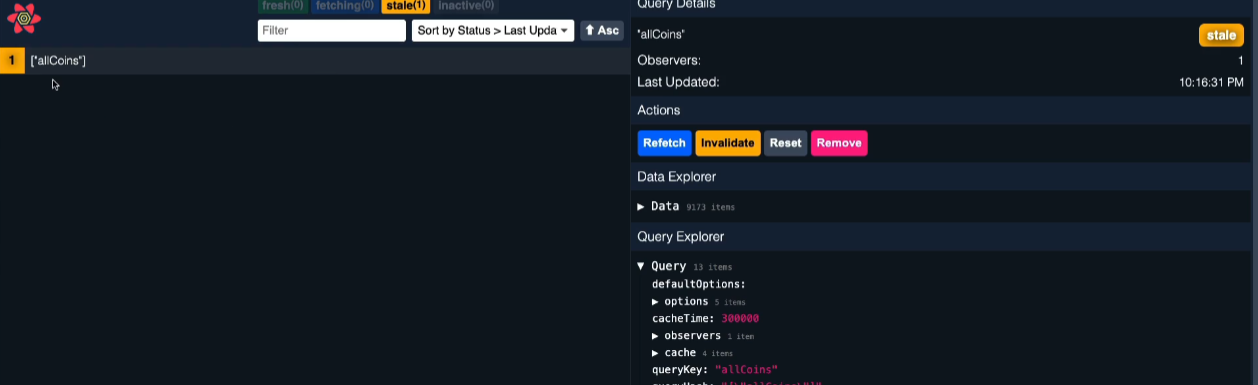 fresh(0) fetching(0) stale(1) inactive(0)
Filter Sort by Status > Last Upda ⬆ Asc
1 ["allCoins"]
Query Details
"allCoins" stale
Observers: 1
Last Updated: 10:16:31 PM
Actions
Refetch Invalidate Reset Remove
Data Explorer
▶ Data 9173 items
Query Explorer
▼ Query 13 items
defaultOptions:
▶ options 5 items
cacheTime: 300000
▶ observers 1 item
▶ cache 4 items
queryKey: "allCoins"